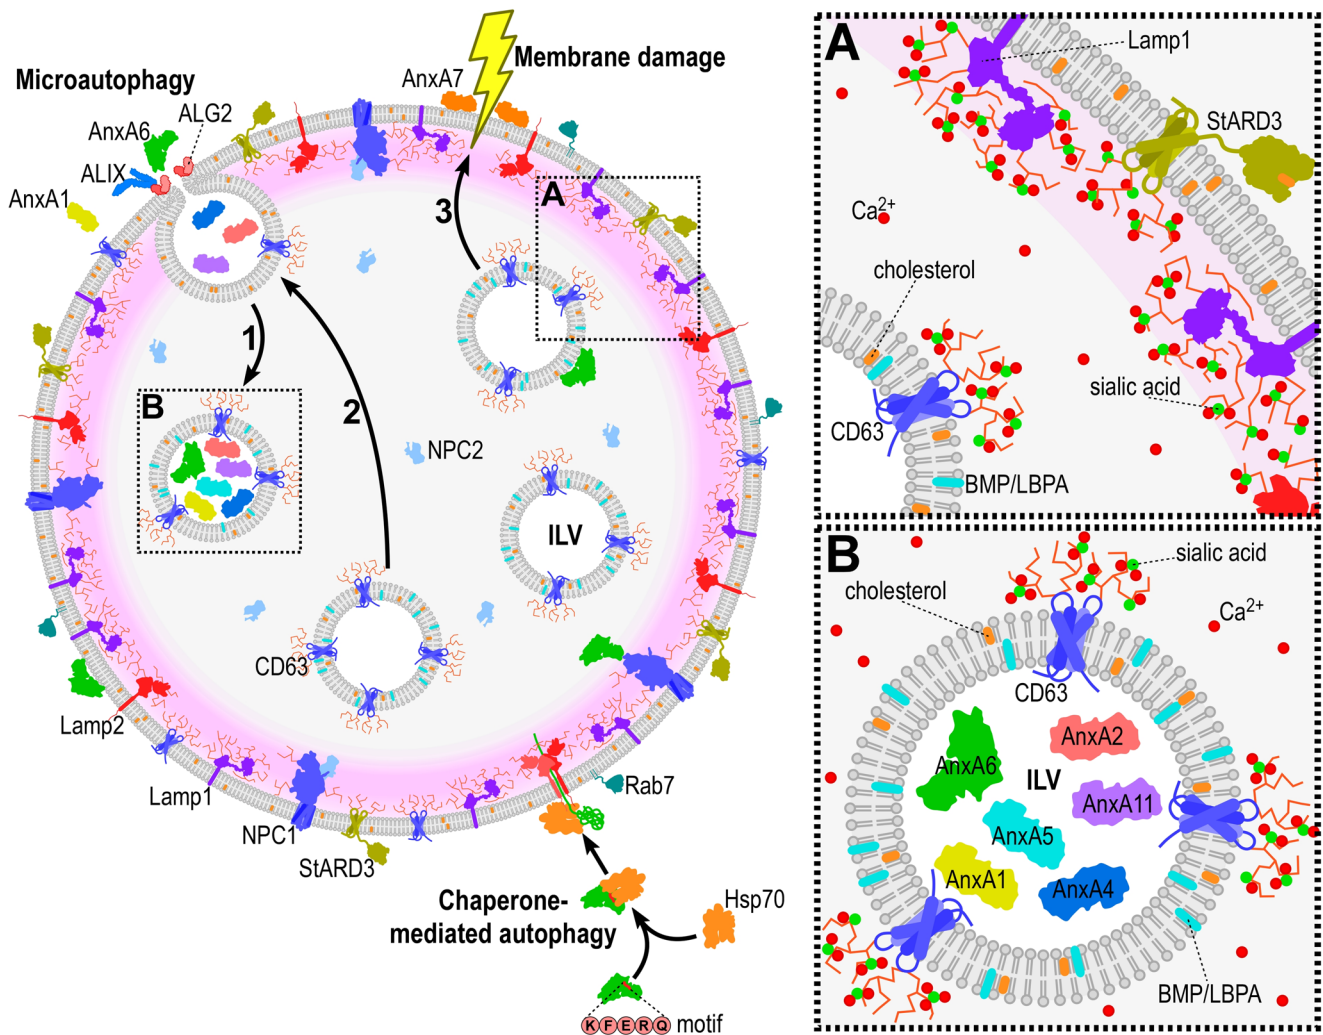 Microautophagy
AnxA6
ALG2
ALIX
AnxA1
AnxA7
Membrane damage
3
A
1
2
B
NPC2
ILV
CD63
Lamp2
Lamp1
NPC1
StARD3
Rab7
Chaperone-
mediated autophagy
Hsp70
K F E R Q motif
A
Lamp1
StARD3
Ca2+
cholesterol
sialic acid
CD63
BMP/LBPA
B
sialic acid
cholesterol
Ca2+
CD63
AnxA6
AnxA2
ILV
AnxA11
AnxA5
AnxA1
AnxA4
BMP/LBPA